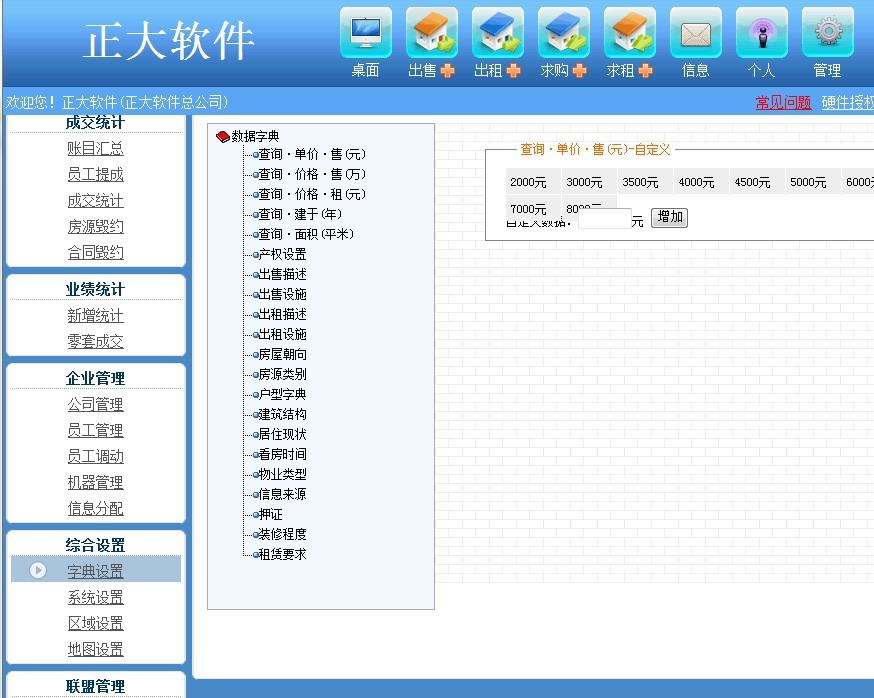 正大软件
桌面 出售 出租 求购 求租 信息 个人 管理
欢迎您！正大软件(正大软件总公司) 常见问题 硬件授权
成交统计
账目汇总
员工提成
成交统计
房源毁约
合同毁约
业绩统计
新增统计
零套成交
企业管理
公司管理
员工管理
员工调动
机器管理
信息分配
综合设置
字典设置
系统设置
区域设置
地图设置
联盟管理
数据字典
查询·单价·售(元)
查询·价格·售(万)
查询·价格·租(元)
查询·建于(年)
查询·面积(平米)
产权设置
出售描述
出售设施
出租描述
出租设施
房屋朝向
房源类别
户型字典
建筑结构
居住现状
看房时间
物业类型
信息来源
押证
装修程度
租赁要求
查询·单价·售(元)-自定义
2000元 3000元 3500元 4000元 4500元 5000元 6000元
7000元 8000元
自定义数据： 元 增加